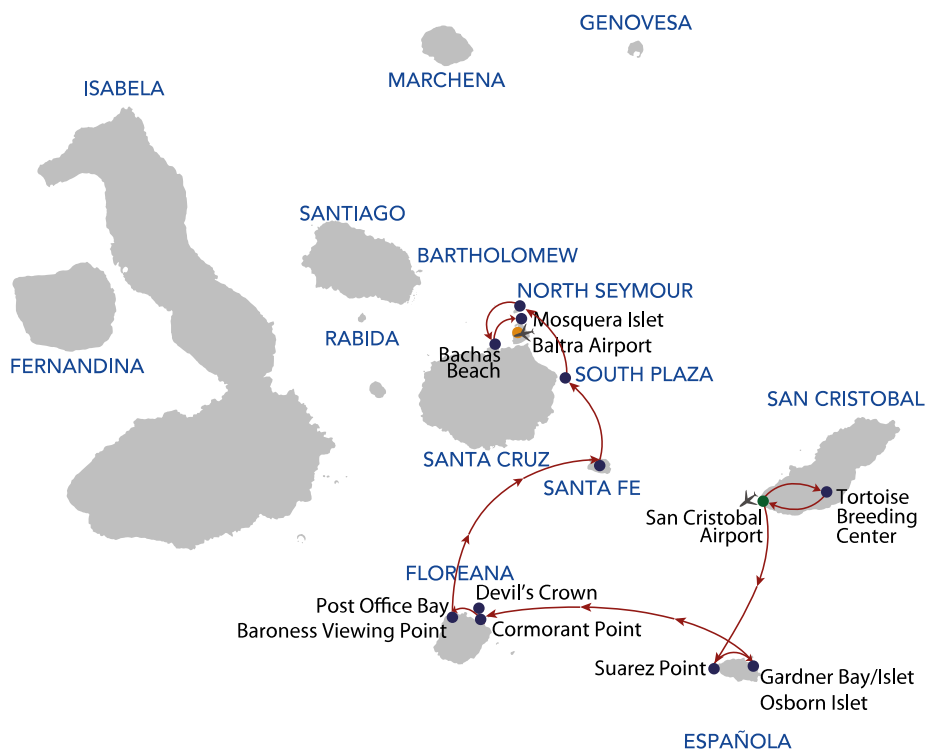 GENOVESA
MARCHENA
ISABELA
SANTIAGO
BARTHOLOMEW
NORTH SEYMOUR
Mosquera Islet
RABIDA
Baltra Airport
FERNANDINA
Bachas
Beach
SOUTH PLAZA
SAN CRISTOBAL
SANTA CRUZ
SANTA FE
Tortoise
Breeding
Center
San Cristobal
Airport
FLOREANA
Devil's Crown
Post Office Bay
Baroness Viewing Point
Cormorant Point
Suarez Point
Gardner Bay/Islet
Osborn Islet
ESPAÑOLA